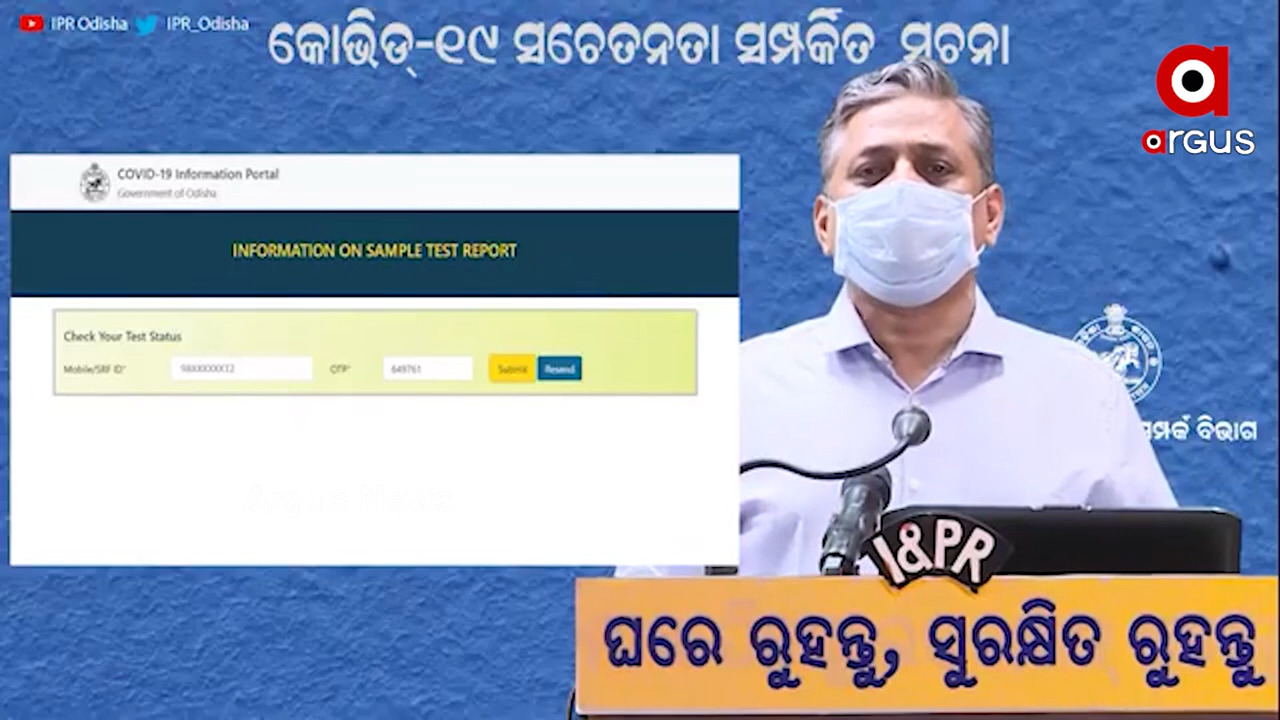 IPR Odisha IPR_Odisha
କୋଭିଡ୍-୧୯ ସଚେତନତା ସମ୍ପର୍କିତ ସୂଚନା
argus
COVID-19 Information Portal
Government of Odisha
INFORMATION ON SAMPLE TEST REPORT
Check Your Test Status
Mobile/SRF ID* 98XXXXXX12 OTP* 649761 Submit Resend
Argus News
ସମ୍ପର୍କ ବିଭାଗ
I&PR
ଘରେ ରୁହନ୍ତୁ, ସୁରକ୍ଷିତ ରୁହନ୍ତୁ